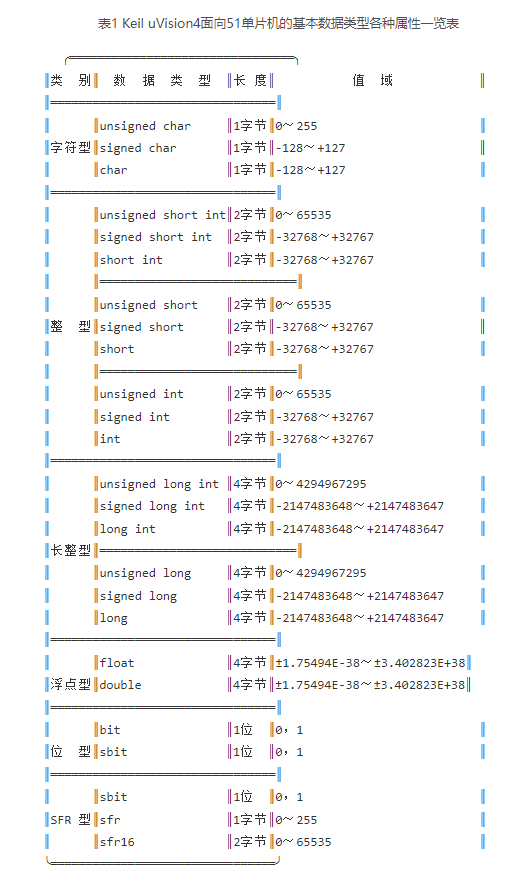 表1 Keil uVision4面向51单片机的基本数据类型各种属性一览表
类 别 数 据 类 型 长 度 值 域
unsigned char 1字节 0～255
字符型 signed char 1字节 -128～+127
char 1字节 -128～+127
unsigned short int 2字节 0～65535
signed short int 2字节 -32768～+32767
short int 2字节 -32768～+32767
unsigned short 2字节 0～65535
整 型 signed short 2字节 -32768～+32767
short 2字节 -32768～+32767
unsigned int 2字节 0～65535
signed int 2字节 -32768～+32767
int 2字节 -32768～+32767
unsigned long int 4字节 0～4294967295
signed long int 4字节 -2147483648～+2147483647
long int 4字节 -2147483648～+2147483647
长整型
unsigned long 4字节 0～4294967295
signed long 4字节 -2147483648～+2147483647
long 4字节 -2147483648～+2147483647
float 4字节 ±1.75494E-38～±3.402823E+38
浮点型 double 4字节 ±1.75494E-38～±3.402823E+38
bit 1位 0，1
位 型 sbit 1位 0，1
sbit 1位 0，1
SFR 型 sfr 1字节 0～255
sfr16 2字节 0～65535